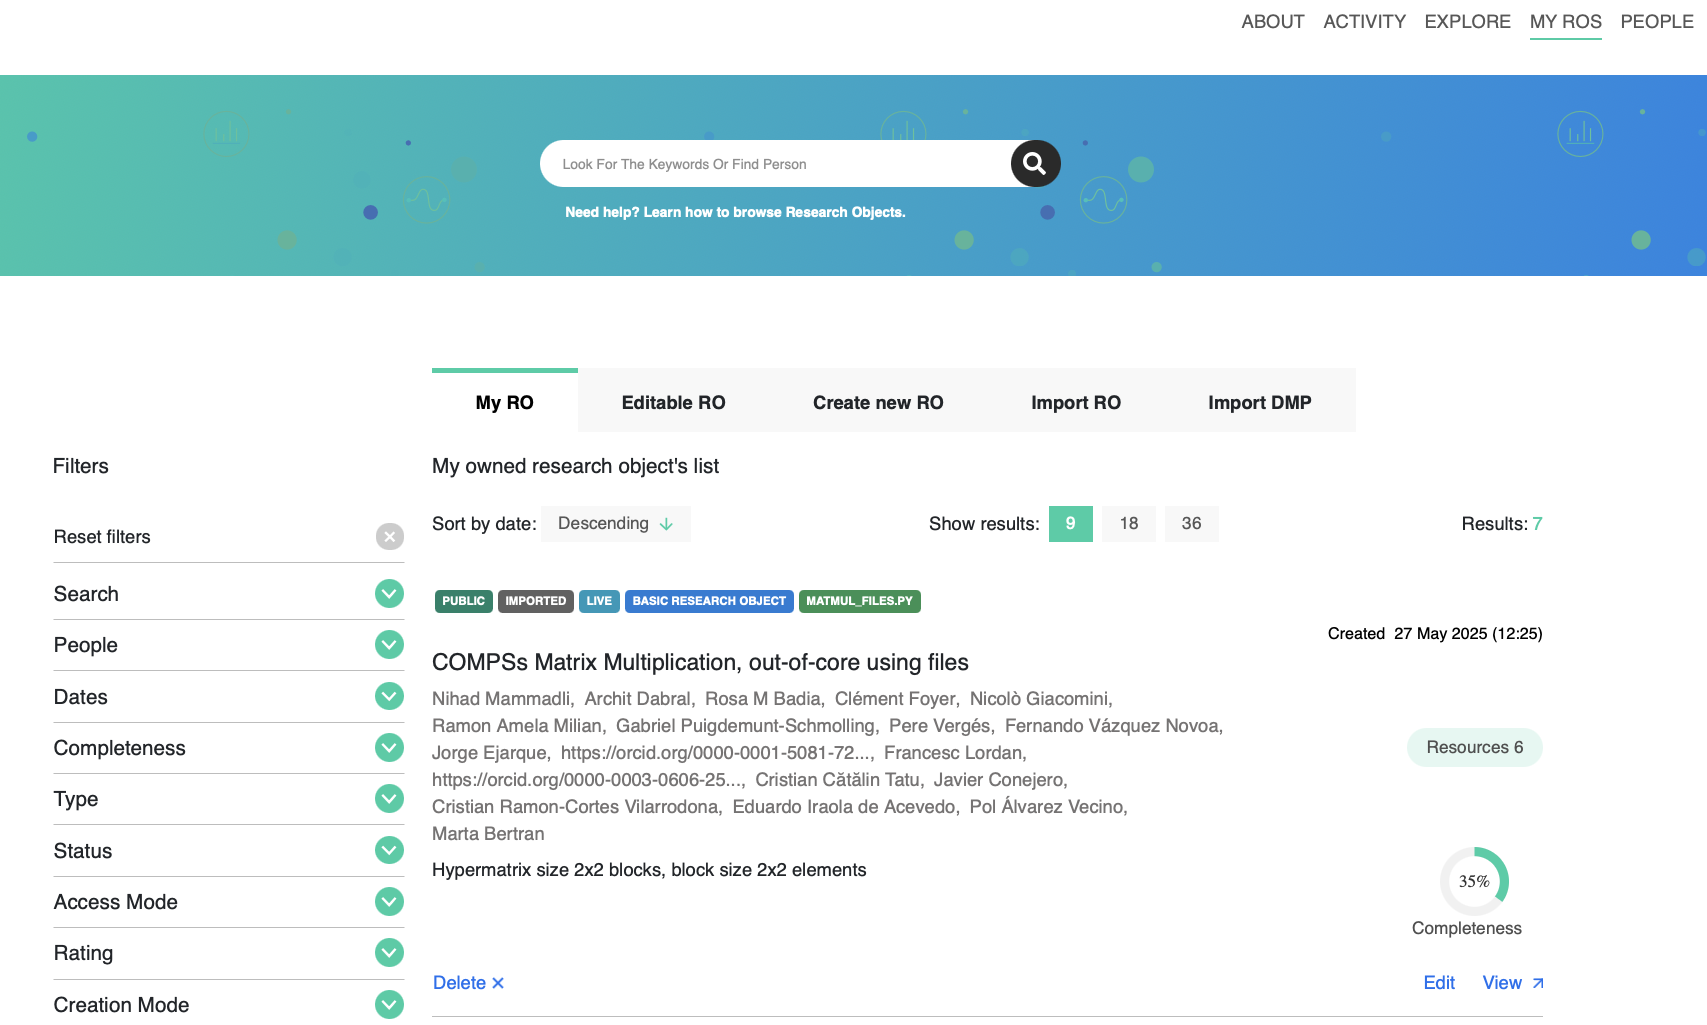 ABOUT ACTIVITY EXPLORE MY ROS PEOPLE
Look For The Keywords Or Find Person
Need help? Learn how to browse Research Objects.
My RO Editable RO Create new RO Import RO Import DMP
Filters
Reset filters
Search
People
Dates
Completeness
Type
Status
Access Mode
Rating
Creation Mode
My owned research object's list
Sort by date: Descending Show results: 9 18 36 Results: 7
PUBLIC IMPORTED LIVE BASIC RESEARCH OBJECT MATMUL_FILES.PY
Created 27 May 2025 (12:25)
COMPSs Matrix Multiplication, out-of-core using files
Nihad Mammadli, Archit Dabral, Rosa M Badia, Clément Foyer, Nicolò Giacomini,
Ramon Amela Milian, Gabriel Puigdemunt-Schmolling, Pere Vergés, Fernando Vázquez Novoa,
Jorge Ejarque, https://orcid.org/0000-0001-5081-72..., Francesc Lordan,
https://orcid.org/0000-0003-0606-25..., Cristian Cătălin Tatu, Javier Conejero,
Cristian Ramon-Cortes Vilarrodona, Eduardo Iraola de Acevedo, Pol Álvarez Vecino,
Marta Bertran
Hypermatrix size 2x2 blocks, block size 2x2 elements
Resources 6
35%
Completeness
Delete Edit View